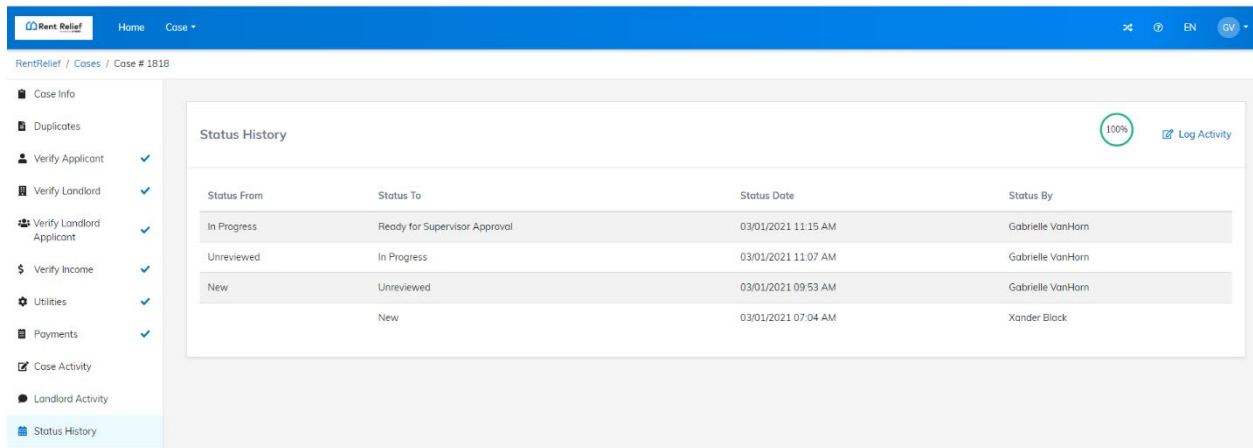 Rent Relief Home Case EN GV
RentRelief / Cases / Case # 1818
Case Info
Duplicates
Verify Applicant
Verify Landlord
Verify Landlord
Applicant
Verify Income
Utilities
Payments
Case Activity
Landlord Activity
Status History
Status History 100% Log Activity
Status From Status To Status Date Status By
In Progress Ready for Supervisor Approval 03/01/2021 11:15 AM Gabrielle VanHorn
Unreviewed In Progress 03/01/2021 11:07 AM Gabrielle VanHorn
New Unreviewed 03/01/2021 09:53 AM Gabrielle VanHorn
New 03/01/2021 07:04 AM Xander Black